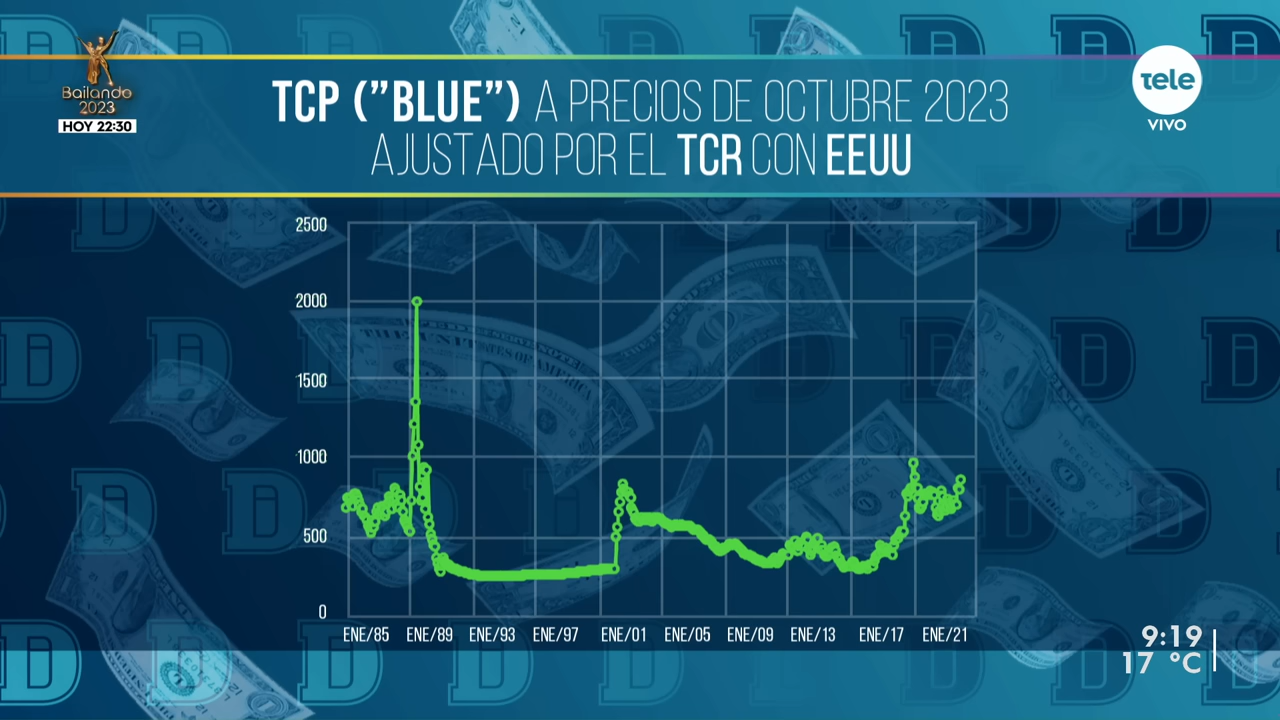 Bailando
2023
HOY 22:30
TCP ("BLUE") A PRECIOS DE OCTUBRE 2023
AJUSTADO POR EL TCR CON EEUU
tele
VIVO
2500
2000
1500
1000
500
0
ENE/85 ENE/89 ENE/93 ENE/97 ENE/01 ENE/05 ENE/09 ENE/13 ENE/17 ENE/21
9:19
17 °C